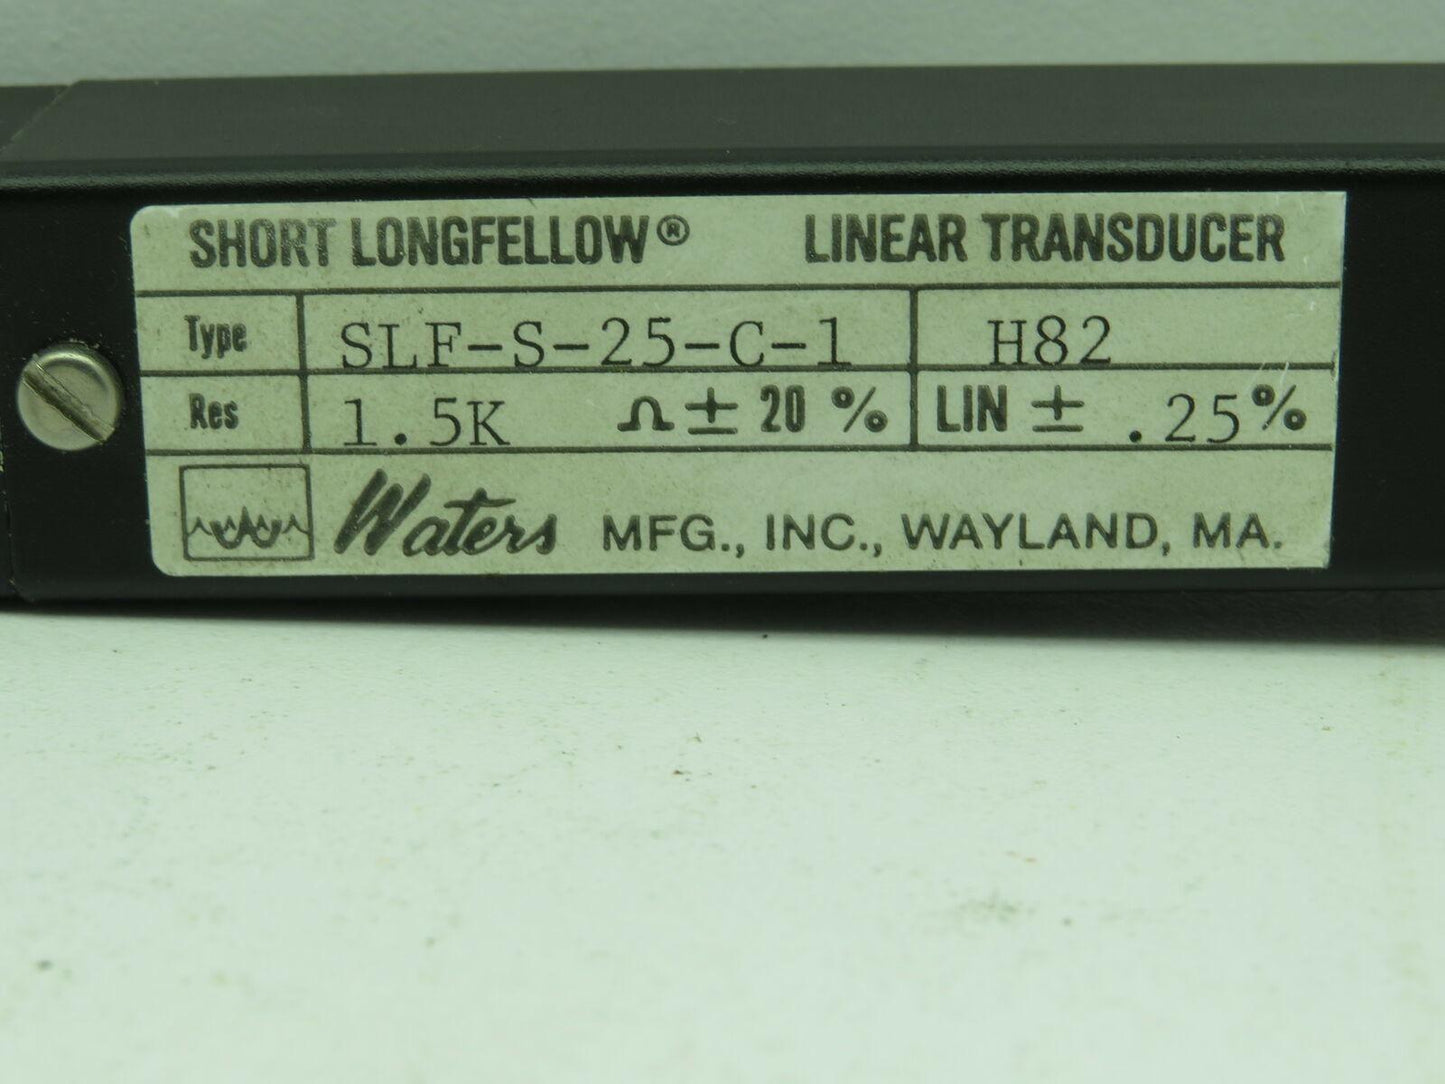 SHORT LONGFELLOW® LINEAR TRANSDUCER
Type SLF-S-25-C-1 H82
Res 1.5K Ω ± 20 % LIN ± .25%
Waters MFG., INC., WAYLAND, MA.